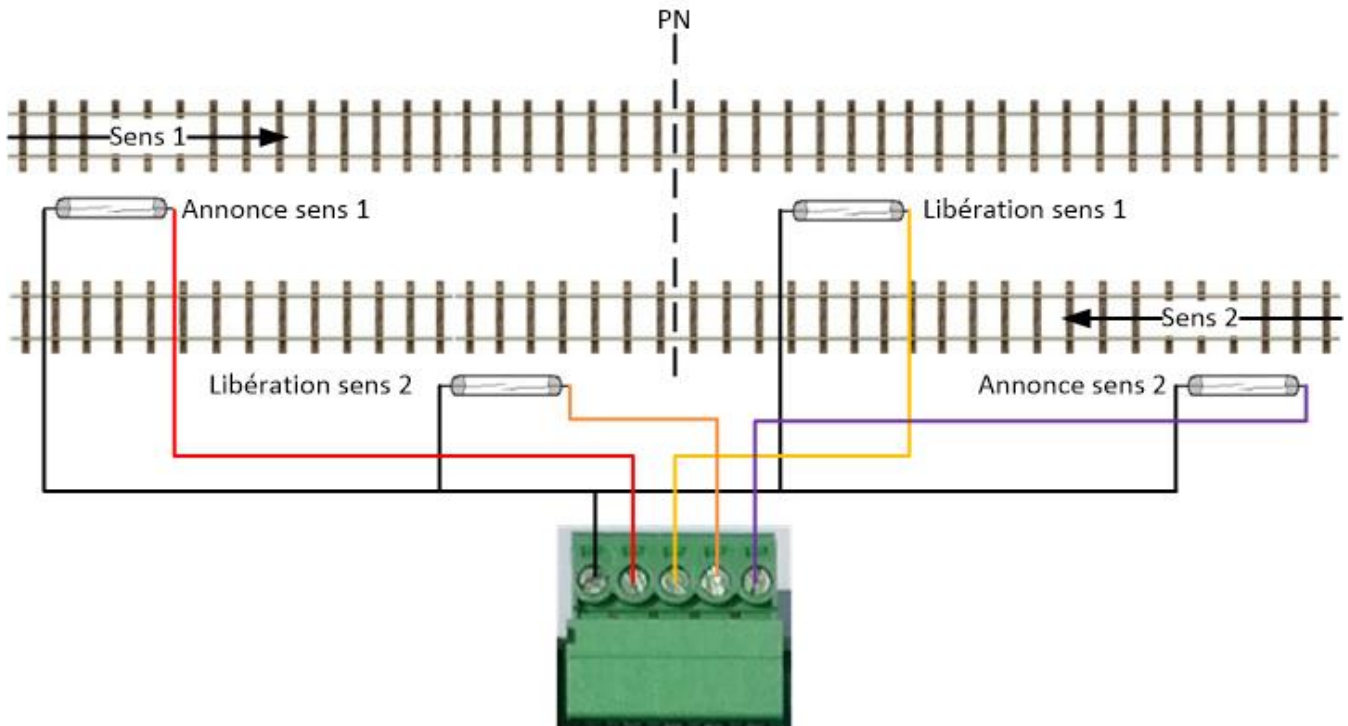 PN
Sens 1
Annonce sens 1
Libération sens 1
Sens 2
Libération sens 2
Annonce sens 2